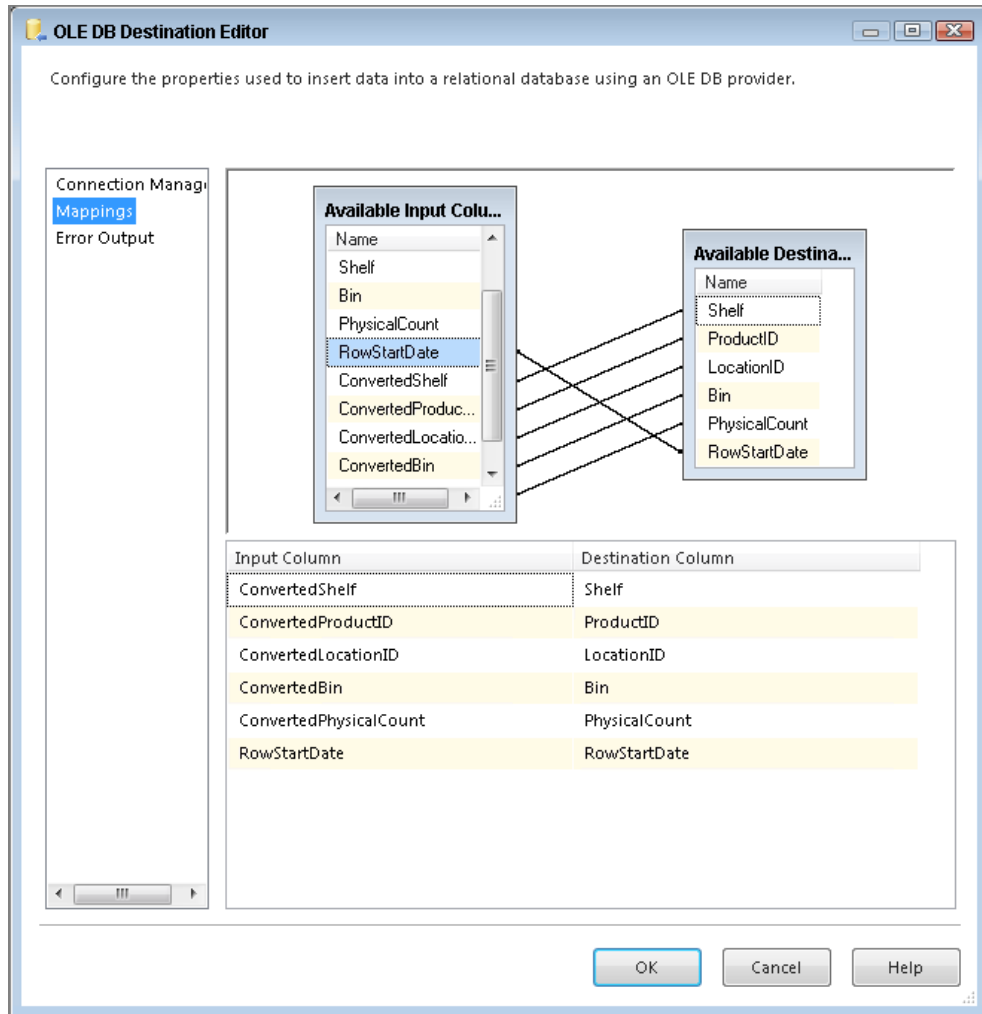 OLE DB Destination Editor
Configure the properties used to insert data into a relational database using an OLE DB provider.
Connection Manag
Mappings
Error Output
Available Input Colu...
Name
Shelf
Bin
PhysicalCount
RowStartDate
ConvertedShelf
ConvertedProduc...
ConvertedLocatio...
ConvertedBin
Available Destina...
Name
Shelf
ProductID
LocationID
Bin
PhysicalCount
RowStartDate
Input Column Destination Column
ConvertedShelf Shelf
ConvertedProductID ProductID
ConvertedLocationID LocationID
ConvertedBin Bin
ConvertedPhysicalCount PhysicalCount
RowStartDate RowStartDate
OK Cancel Help